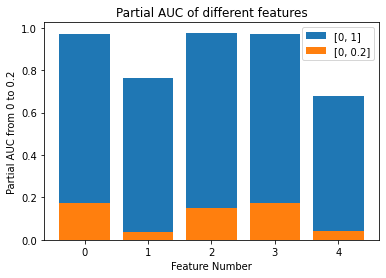 Partial AUC of different features
[0, 1]
[0, 0.2]
Partial AUC from 0 to 0.2
1.0
0.8
0.6
0.4
0.2
0.0
0 1 2 3 4
Feature Number